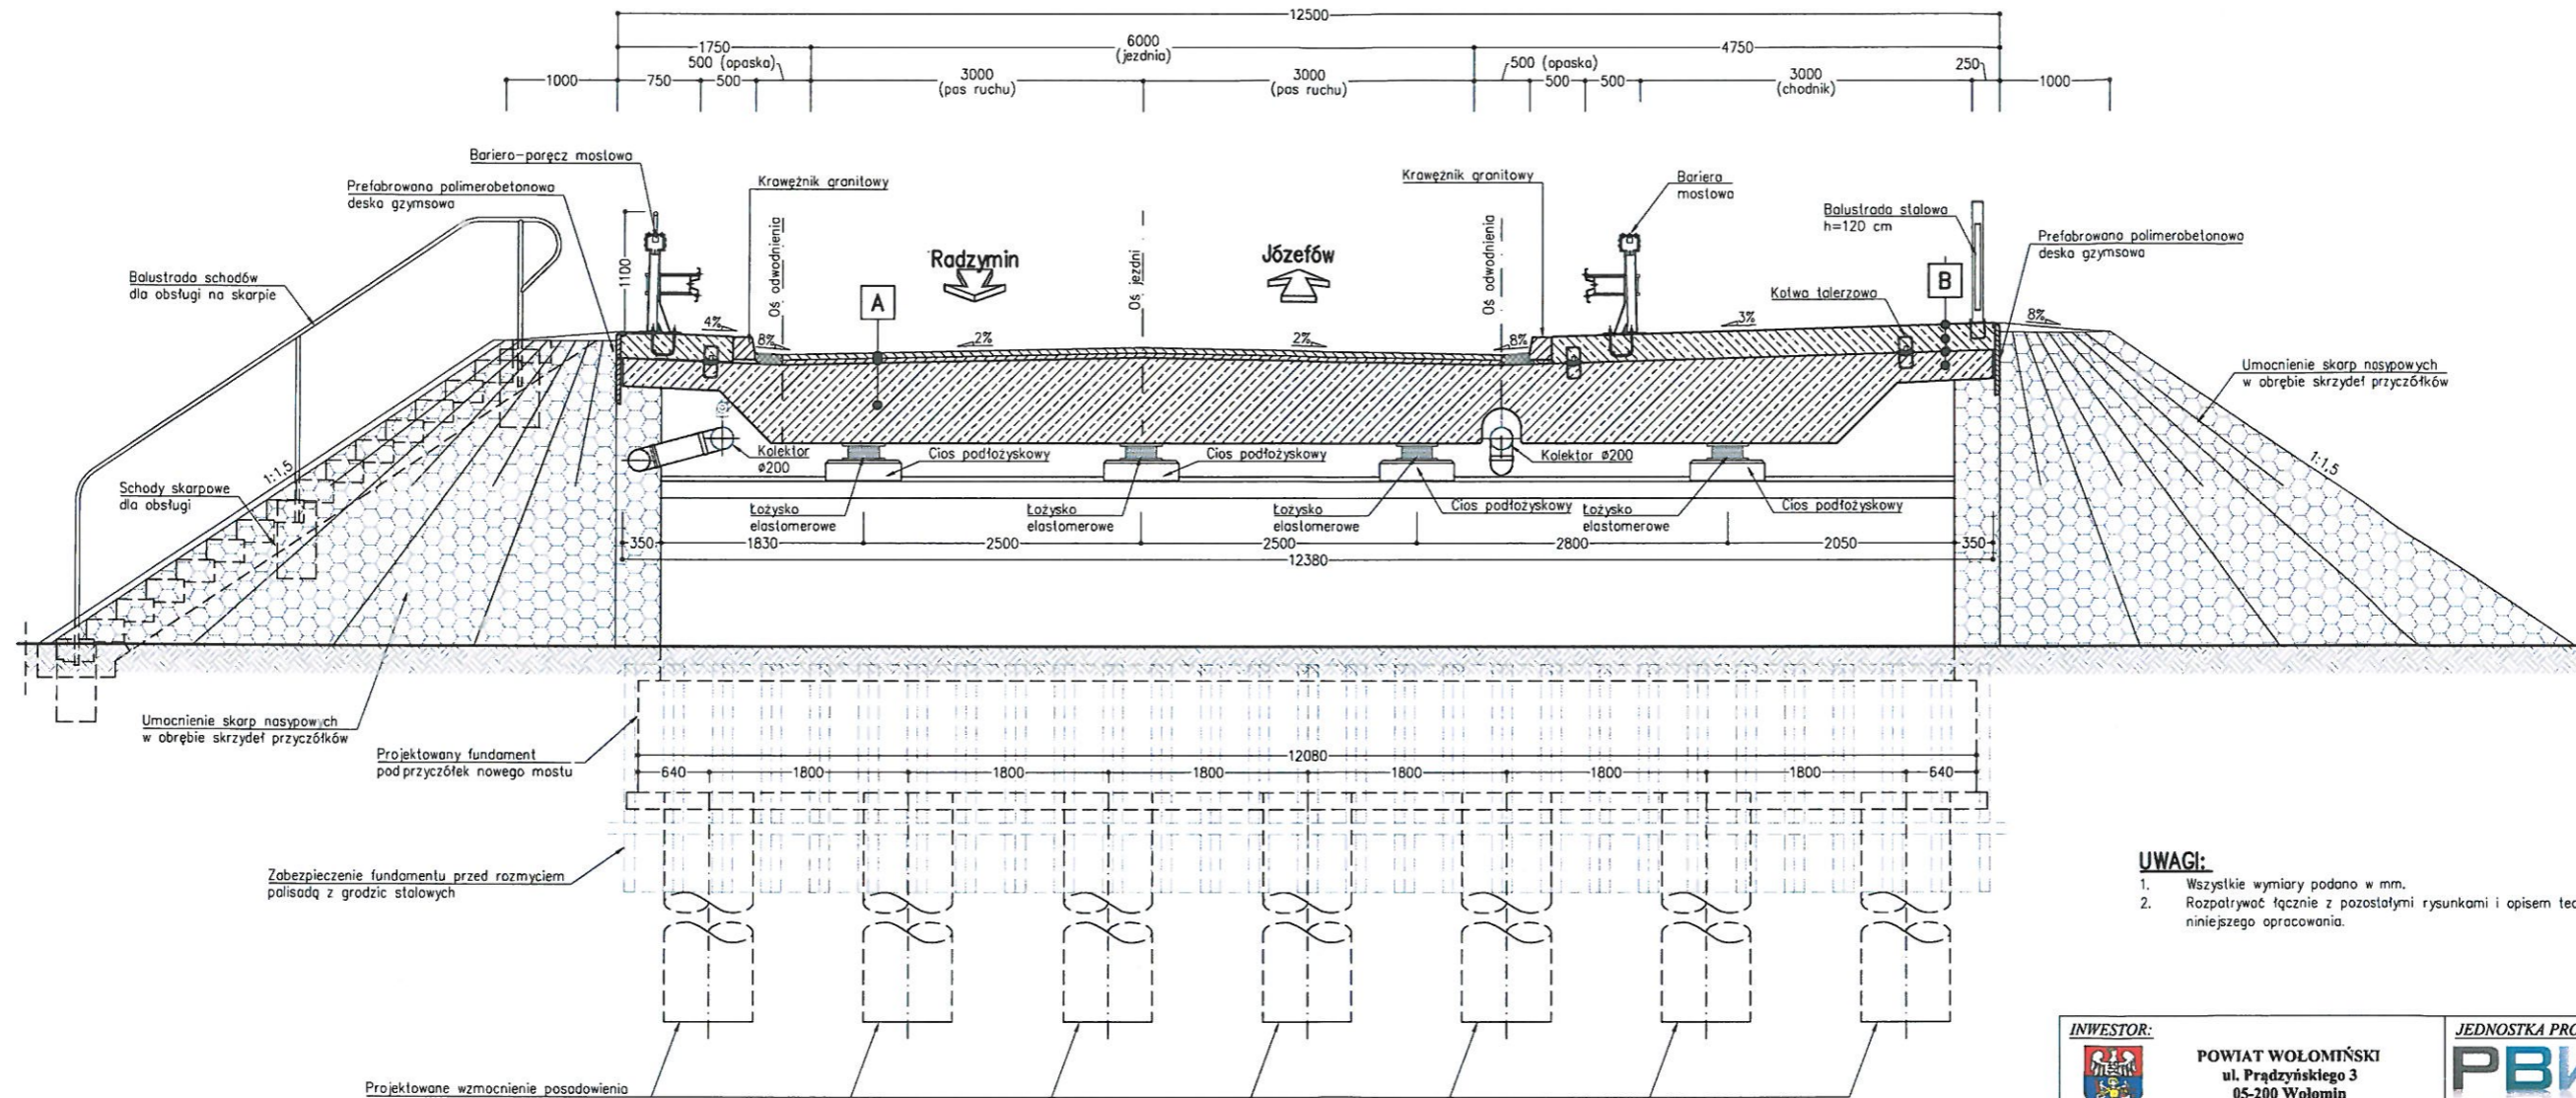 12500
1750
6000
(jezdnia)
4750
500 (opaska)
500 (opaska)
250
1000
750
500
3000
(pas ruchu)
3000
(pas ruchu)
500
500
3000
(chodnik)
1000
Bariero-poręcz mostowa
Prefabrowana polimerobetonowa
deska gzymsowa
Krawężnik granitowy
Krawężnik granitowy
Bariera
mostowa
Balustrada stalowa
h=120 cm
Prefabrowana polimerobetonowa
deska gzymsowa
Balustrada schodów
dla obsługi na skarpie
1100
Oś odwodnienia
Radzymin
Oś jezdni
Józefów
Oś odwodnienia
A
B
Kotwa talerzowa
4%
8%
2%
2%
8%
3%
8%
Umocnienie skarp nasypowych
w obrębie skrzydeł przyczółków
1:1,5
1:1,5
Schody skarpowe
dla obsługi
Kolektor
ø200
Cios podłożyskowy
Cios podłożyskowy
Kolektor ø200
Łożysko
elastomerowe
Łożysko
elastomerowe
Łożysko
elastomerowe
Cios podłożyskowy
Łożysko
elastomerowe
Cios podłożyskowy
350
1830
2500
2500
2800
2050
350
12380
Umocnienie skarp nasypowych
w obrębie skrzydeł przyczółków
Projektowany fundament
pod przyczółek nowego mostu
12080
640
1800
1800
1800
1800
1800
1800
640
Zabezpieczenie fundamentu przed rozmyciem
palisadą z grodzic stalowych
UWAGI:
1. Wszystkie wymiary podano w mm.
2. Rozpatrywać łącznie z pozostałymi rysunkami i opisem
niniejszego opracowania.
Projektowane wzmocnienie posadowienia
INWESTOR:
POWIAT WOŁOMIŃSKI
ul. Prądzyńskiego 3
05-200 Wołomin
JEDNOSTKA
PB